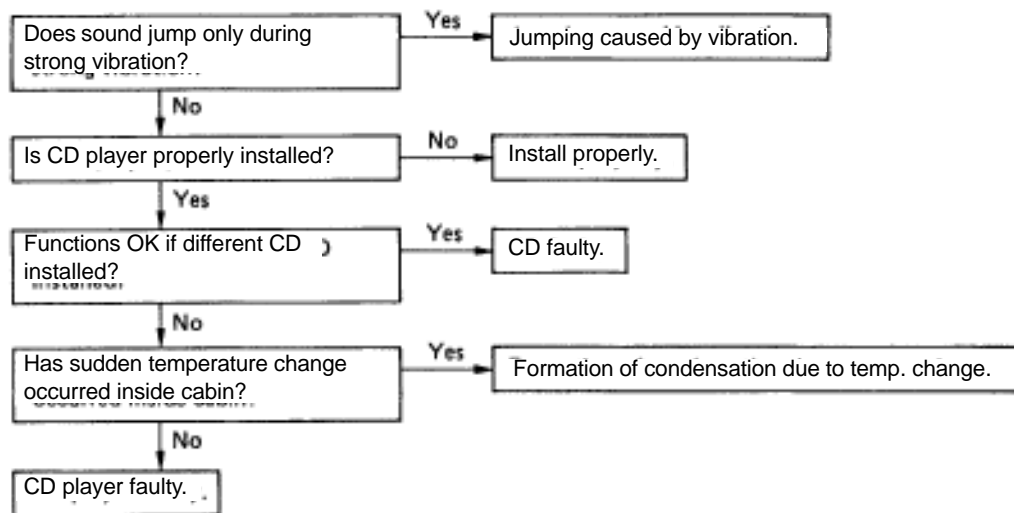 Does sound jump only during
strong vibration?
Yes
Jumping caused by vibration.
No
Is CD player properly installed?
No
Install properly.
Yes
Functions OK if different CD
installed?
Yes
CD faulty.
No
Has sudden temperature change
occurred inside cabin?
Yes
Formation of condensation due to temp. change.
No
CD player faulty.